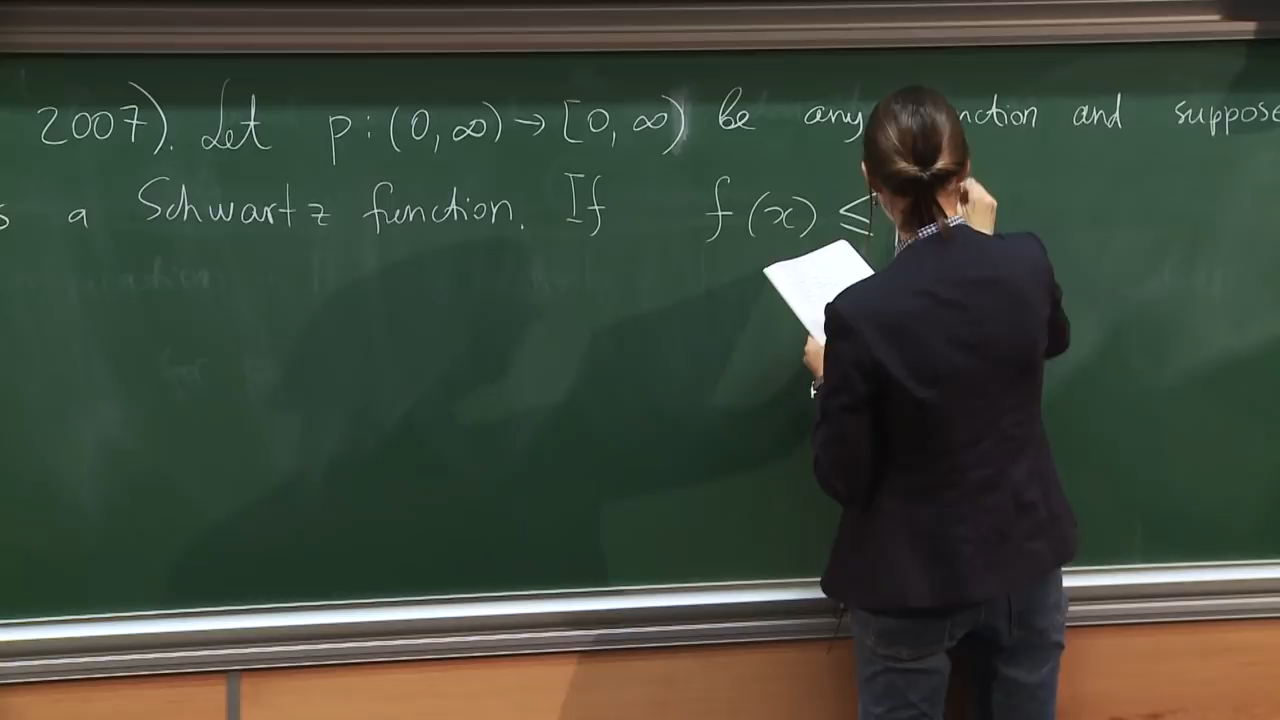 2007). Let p : (0, ∞) → [0, ∞) be any nction and suppose
s a Schwartz function. If f(x) ≤